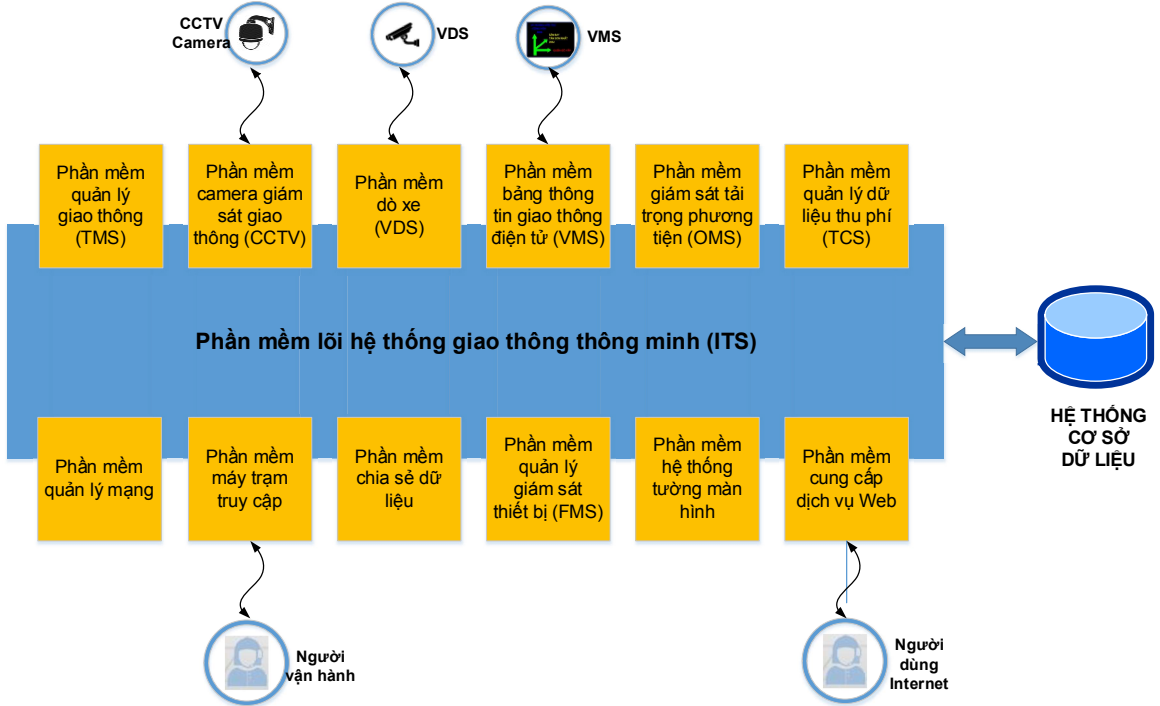 CCTV
Camera
VDS
VMS
Phần mềm
quản lý
giao thông
(TMS)
Phần mềm
camera giám
sát giao
thông (CCTV)
Phần mềm
dò xe
(VDS)
Phần mềm
bảng thông
tin giao thông
điện tử (VMS)
Phần mềm
giám sát tải
trọng phương
tiện (OMS)
Phần mềm
quản lý dữ
liệu thu phí
(TCS)
Phần mềm lõi hệ thống giao thông thông minh (ITS)
HỆ THỐNG
CƠ SỞ
DỮ LIỆU
Phần mềm
quản lý mạng
Phần mềm
máy trạm
truy cập
Phần mềm
chia sẻ dữ
liệu
Phần mềm
quản lý
giám sát
thiết bị (FMS)
Phần mềm
hệ thống
tường màn
hình
Phần mềm
cung cấp
dịch vụ Web
Người
vận hành
Người
dùng
Internet